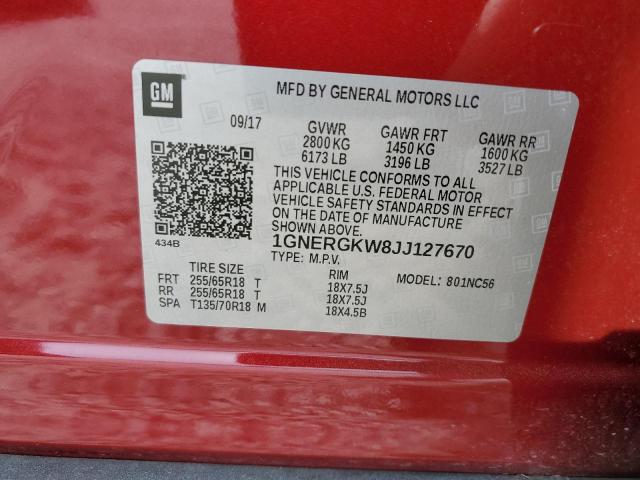 GM
MFD BY GENERAL MOTORS LLC
09/17
GVWR GAWR FRT GAWR RR
2800 KG 1450 KG 1600 KG
6173 LB 3196 LB 3527 LB
THIS VEHICLE CONFORMS TO ALL
APPLICABLE U.S. FEDERAL MOTOR
VEHICLE SAFETY STANDARDS IN EFFECT
ON THE DATE OF MANUFACTURE
SHOWN ABOVE.
434B
1GNERGKW8JJ127670
TYPE: M.P.V.
MODEL: 801NC56
TIRE SIZE RIM
FRT 255/65R18 T 18X7.5J
RR 255/65R18 T 18X7.5J
SPA T135/70R18 M 18X4.5B